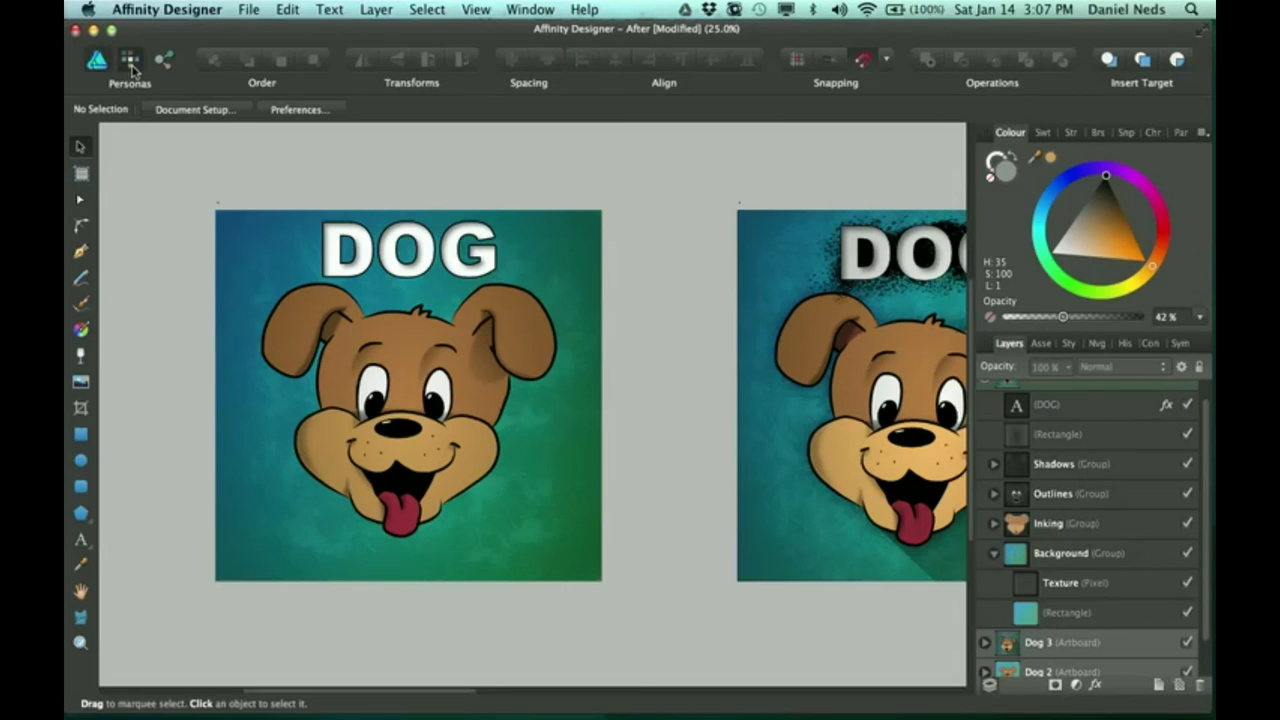 Affinity Designer File Edit Text Layer Select View Window Help (100%) Sat Jan 14 3:07 PM Daniel Neds
Affinity Designer – After [Modified] (25.0%)
Personas Order Transforms Spacing Align Snapping Operations Insert Target
No Selection Document Setup... Preferences...
Colour Swt Str Brs Snp Chr Par
H: 35
S: 100
L: 1
Opacity
42 %
DOG
DOG
Layers Asse Sty Nvg His Con Sym
Opacity: 100 % Normal
A (DOG) fx
(Rectangle)
Shadows (Group)
Outlines (Group)
Inking (Group)
Background (Group)
Texture (Pixel)
(Rectangle)
Dog 3 (Artboard)
Dog 2 (Artboard)
fx
A
Drag to marquee select. Click an object to select it.